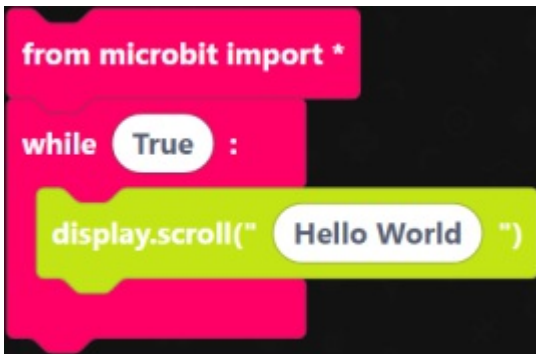 from microbit import *
while True :
display.scroll(" Hello World ")